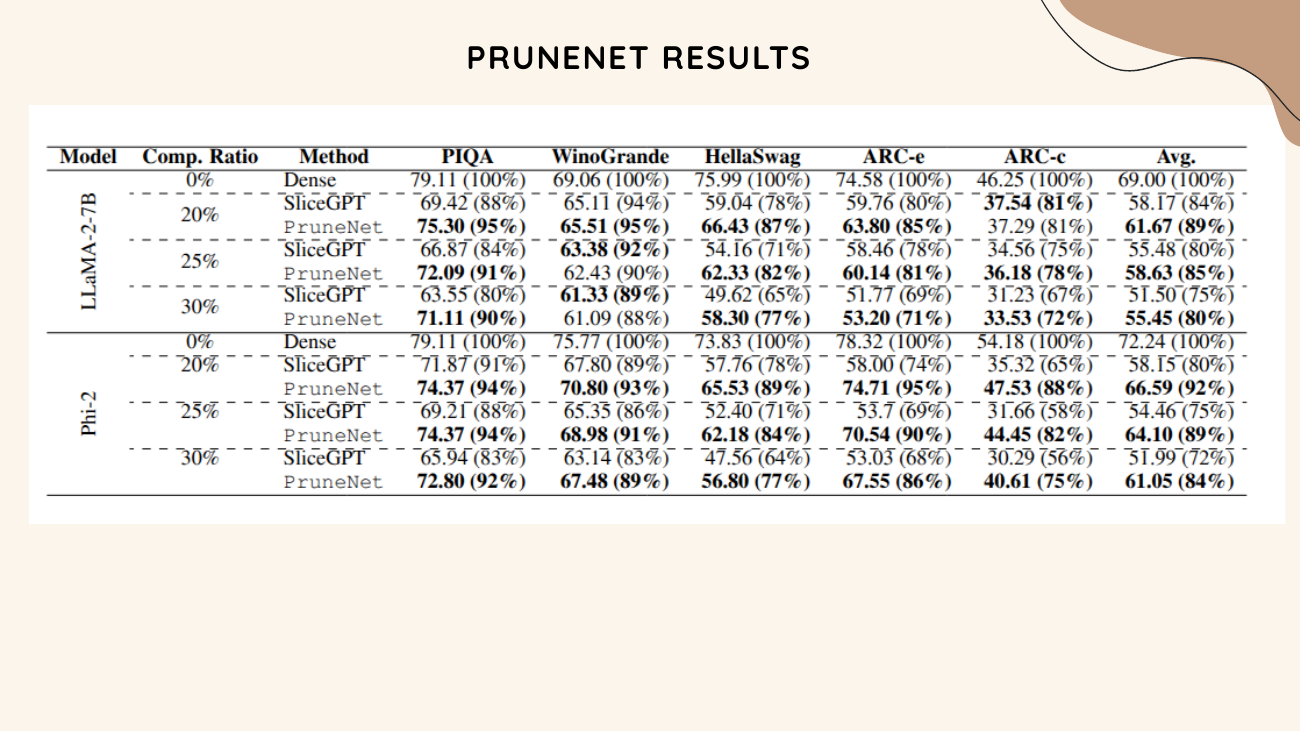 PRUNENET RESULTS
Model Comp. Ratio Method PIQA WinoGrande HellaSwag ARC-e ARC-c Avg.
LLaMA-2-7B
0% Dense 79.11 (100%) 69.06 (100%) 75.99 (100%) 74.58 (100%) 46.25 (100%) 69.00 (100%)
20%
SliceGPT 69.42 (88%) 65.11 (94%) 59.04 (78%) 59.76 (80%) 37.54 (81%) 58.17 (84%)
PruneNet 75.30 (95%) 65.51 (95%) 66.43 (87%) 63.80 (85%) 37.29 (81%) 61.67 (89%)
25%
SliceGPT 66.87 (84%) 63.38 (92%) 54.16 (71%) 58.46 (78%) 34.56 (75%) 55.48 (80%)
PruneNet 72.09 (91%) 62.43 (90%) 62.33 (82%) 60.14 (81%) 36.18 (78%) 58.63 (85%)
30%
SliceGPT 63.55 (80%) 61.33 (89%) 49.62 (65%) 51.77 (69%) 31.23 (67%) 51.50 (75%)
PruneNet 71.11 (90%) 61.09 (88%) 58.30 (77%) 53.20 (71%) 33.53 (72%) 55.45 (80%)
Phi-2
0% Dense 79.11 (100%) 75.77 (100%) 73.83 (100%) 78.32 (100%) 54.18 (100%) 72.24 (100%)
20% SliceGPT 71.87 (91%) 67.80 (89%) 57.76 (78%) 58.00 (74%) 35.32 (65%) 58.15 (80%)
PruneNet 74.37 (94%) 70.80 (93%) 65.53 (89%) 74.71 (95%) 47.53 (88%) 66.59 (92%)
25% SliceGPT 69.21 (88%) 65.35 (86%) 52.40 (71%) 53.7 (69%) 31.66 (58%) 54.46 (75%)
PruneNet 74.37 (94%) 68.98 (91%) 62.18 (84%) 70.54 (90%) 44.45 (82%) 64.10 (89%)
30% SliceGPT 65.94 (83%) 63.14 (83%) 47.56 (64%) 53.03 (68%) 30.29 (56%) 51.99 (72%)
PruneNet 72.80 (92%) 67.48 (89%) 56.80 (77%) 67.55 (86%) 40.61 (75%) 61.05 (84%)